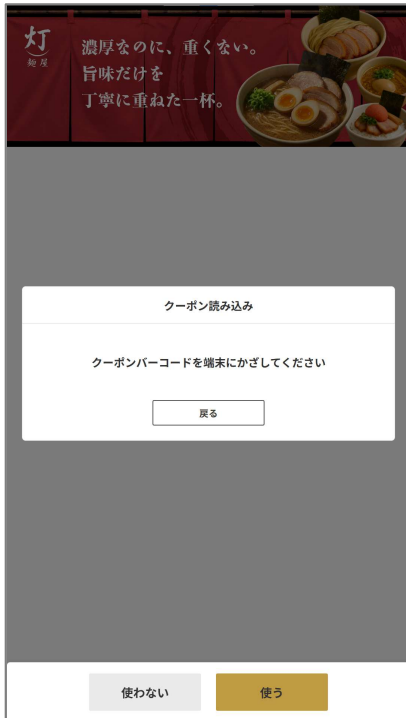 灯
麺屋
濃厚なのに、重くない。
旨味だけを
丁寧に重ねた一杯。
クーポン読み込み
クーポンバーコードを端末にかざしてください
戻る
使わない
使う